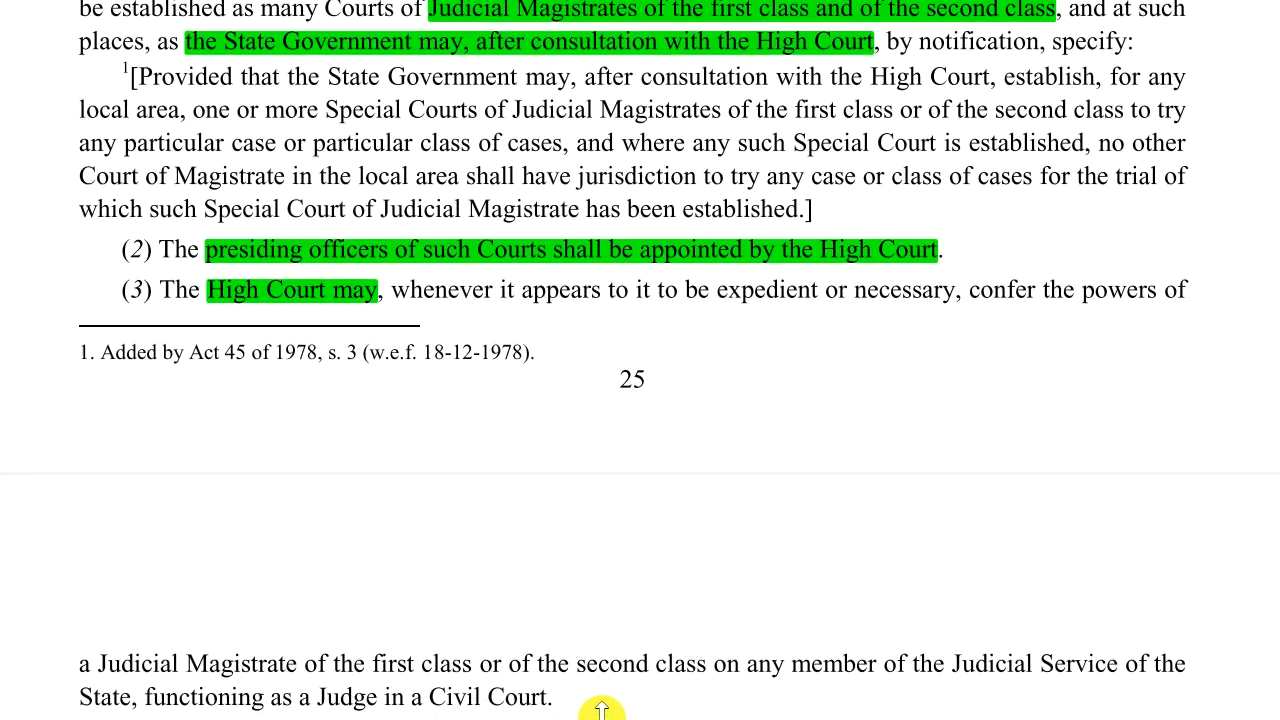 be established as many Courts of Judicial Magistrates of the first class and of the second class, and at such
places, as the State Government may, after consultation with the High Court, by notification, specify:
1[Provided that the State Government may, after consultation with the High Court, establish, for any
local area, one or more Special Courts of Judicial Magistrates of the first class or of the second class to try
any particular case or particular class of cases, and where any such Special Court is established, no other
Court of Magistrate in the local area shall have jurisdiction to try any case or class of cases for the trial of
which such Special Court of Judicial Magistrate has been established.]
(2) The presiding officers of such Courts shall be appointed by the High Court.
(3) The High Court may, whenever it appears to it to be expedient or necessary, confer the powers of
1. Added by Act 45 of 1978, s. 3 (w.e.f. 18-12-1978).
25
a Judicial Magistrate of the first class or of the second class on any member of the Judicial Service of the
State, functioning as a Judge in a Civil Court.